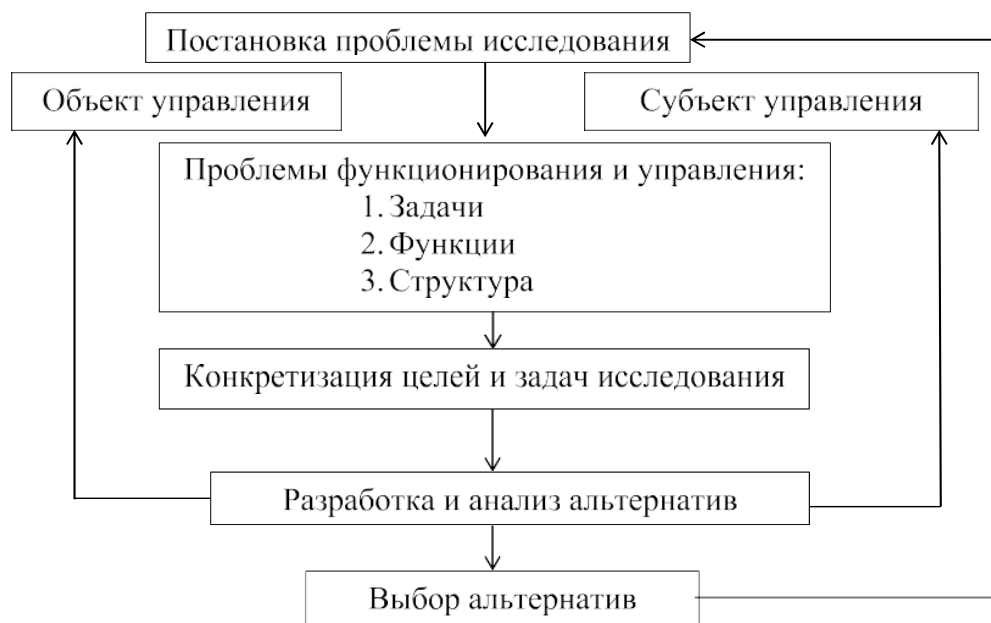 Постановка проблемы исследования
Объект управления
Субъект управления
Проблемы функционирования и управления:
1. Задачи
2. Функции
3. Структура
Конкретизация целей и задач исследования
Разработка и анализ альтернатив
Выбор альтернатив